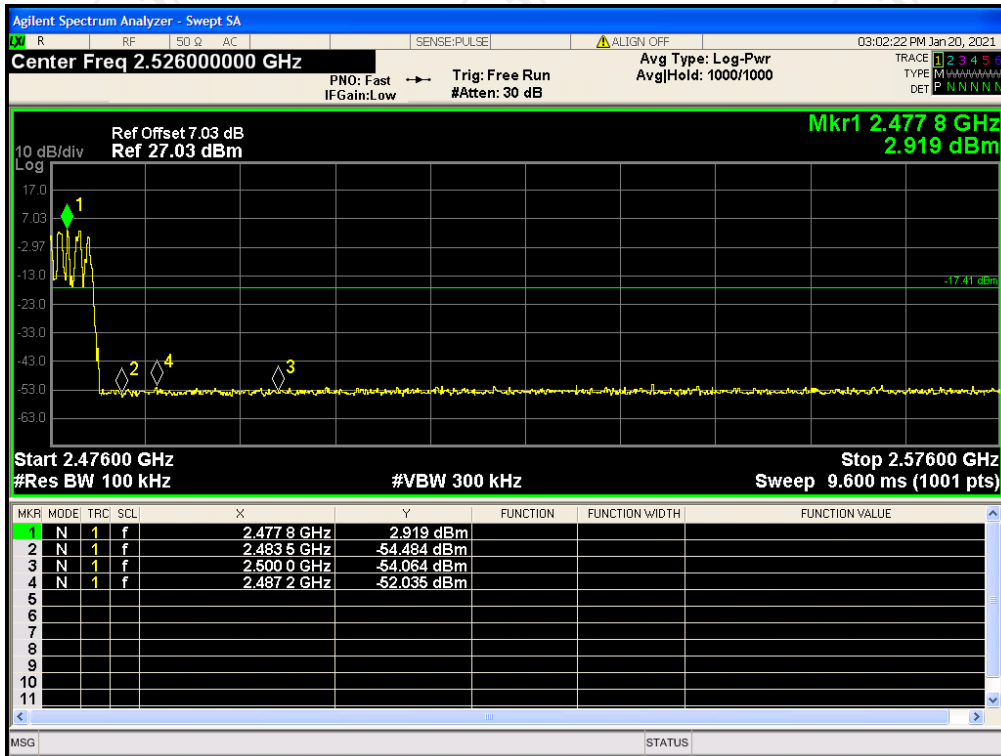 Agilent Spectrum Analyzer - Swept SA
LXI R RF 50 Ω AC SENSE:PULSE ALIGN OFF 03:02:22 PM Jan 20, 2021
Center Freq 2.526000000 GHz
PNO: Fast
IFGain:Low
Trig: Free Run
#Atten: 30 dB
Avg Type: Log-Pwr
Avg|Hold: 1000/1000
TRACE 1 2 3 4 5 6
TYPE M
DET P N N N N N
Mkr1 2.477 8 GHz
2.919 dBm
Ref Offset 7.03 dB
10 dB/div Ref 27.03 dBm
Log
17.0
1
7.03
-2.97
-13.0
-17.41 dBm
-23.0
-33.0
-43.0
2 4 3
-53.0
-63.0
Start 2.47600 GHz Stop 2.57600 GHz
#Res BW 100 kHz #VBW 300 kHz Sweep 9.600 ms (1001 pts)
MKR MODE TRC SCL X Y FUNCTION FUNCTION WIDTH FUNCTION VALUE
1 N 1 f 2.477 8 GHz 2.919 dBm
2 N 1 f 2.483 5 GHz -54.484 dBm
3 N 1 f 2.500 0 GHz -54.064 dBm
4 N 1 f 2.487 2 GHz -52.035 dBm
5
6
7
8
9
10
11
MSG STATUS